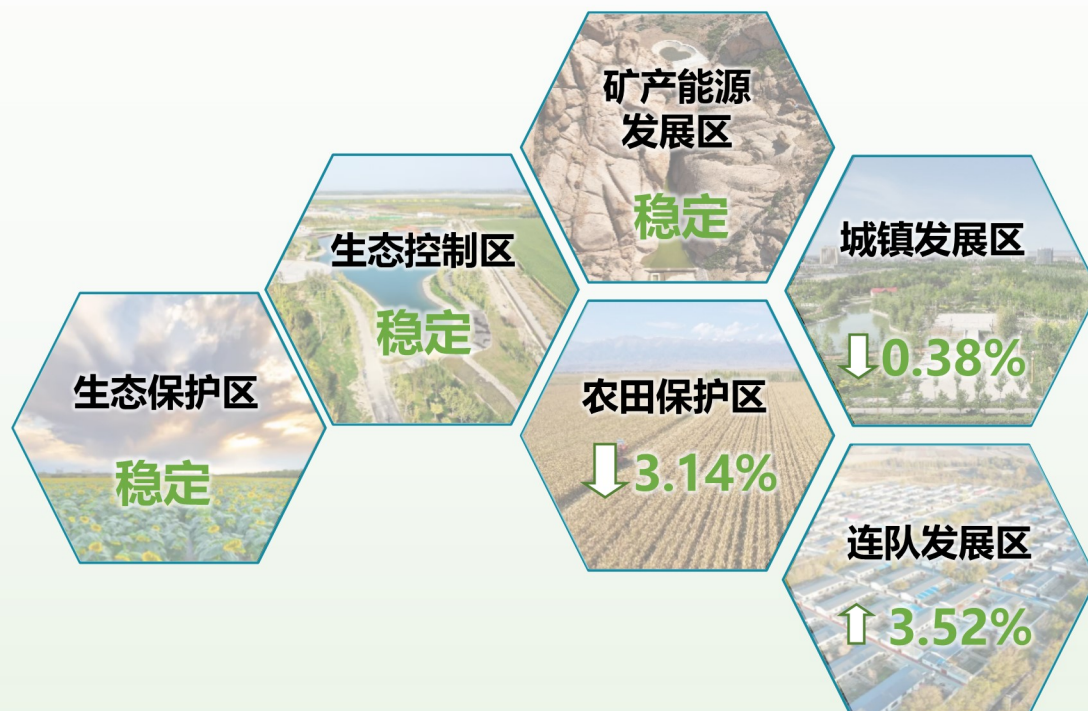 矿产能源
发展区
稳定
生态控制区
稳定
城镇发展区
0.38%
生态保护区
稳定
农田保护区
3.14%
连队发展区
3.52%